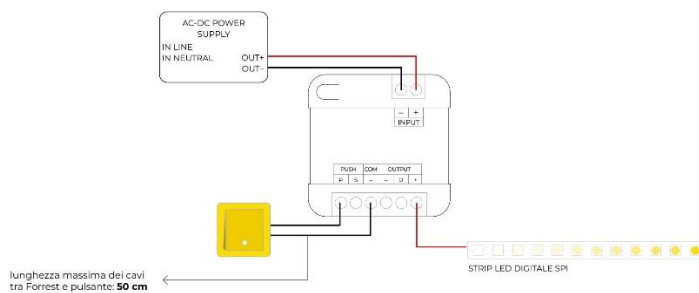 AC-DC POWER
SUPPLY
IN LINE
IN NEUTRAL
OUT+
OUT–
– +
INPUT
PUSH COM OUTPUT
P S – – D +
STRIP LED DIGITALE SPI
lunghezza massima dei cavi
tra Forrest e pulsante: 50 cm